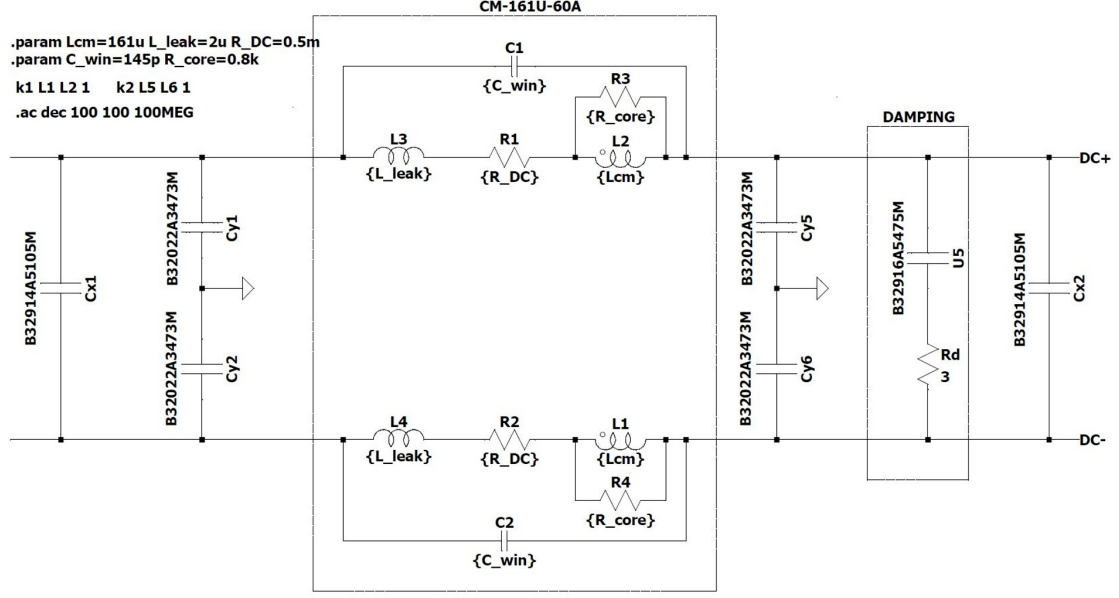 CM-161U-60A
.param Lcm=161u L_leak=2u R_DC=0.5m
.param C_win=145p R_core=0.8k
k1 L1 L2 1 k2 L5 L6 1
.ac dec 100 100 100MEG
C1
{C_win}
R3
{R_core}
L3
{L_leak}
R1
{R_DC}
L2
{Lcm}
DAMPING
DC+
B32022A3473M
Cy1
B32022A3473M
Cy5
B32916A5475M
U5
B32914A5105M
Cx1
B32914A5105M
Cx2
B32022A3473M
Cy2
B32022A3473M
Cy6
Rd
3
L4
{L_leak}
R2
{R_DC}
L1
{Lcm}
DC-
R4
{R_core}
C2
{C_win}